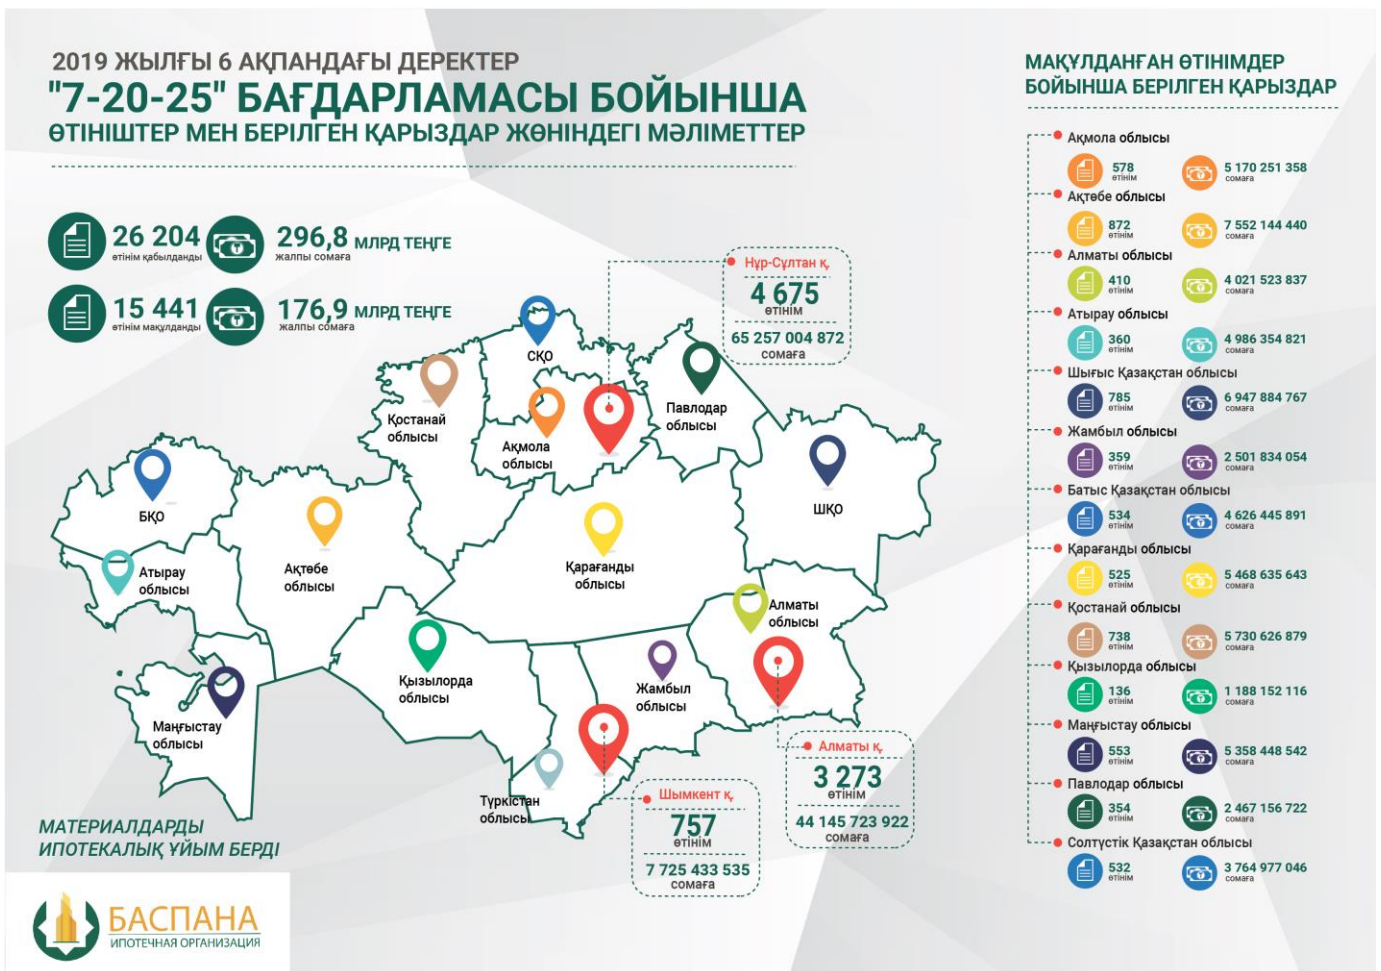 2019 ЖЫЛҒЫ 6 АҚПАНДАҒЫ ДЕРЕКТЕР
"7-20-25" БАҒДАРЛАМАСЫ БОЙЫНША
ӨТІНІШТЕР МЕН БЕРІЛГЕН ҚАРЫЗДАР ЖӨНІНДЕГІ МӘЛІМЕТТЕР
26 204
өтінім қабылданды
296,8 МЛРД ТЕҢГЕ
жалпы сомаға
15 441
өтінім мақұлданды
176,9 МЛРД ТЕҢГЕ
жалпы сомаға
Нұр-Сұлтан қ.
4 675
өтінім
65 257 004 872
сомаға
СҚО
Қостанай
облысы
Ақмола
облысы
Павлодар
облысы
БҚО
ШҚО
Атырау
облысы
Ақтөбе
облысы
Қарағанды
облысы
Алматы
облысы
Қызылорда
облысы
Жамбыл
облысы
Маңғыстау
облысы
Түркістан
облысы
Шымкент қ.
757
өтінім
7 725 433 535
сомаға
Алматы қ.
3 273
өтінім
44 145 723 922
сомаға
МАТЕРИАЛДАРДЫ
ИПОТЕКАЛЫҚ ҰЙЫМ БЕРДІ
БАСПАНА
ИПОТЕЧНАЯ ОРГАНИЗАЦИЯ
МАҚҰЛДАНҒАН ӨТІНІМДЕР
БОЙЫНША БЕРІЛГЕН ҚАРЫЗДАР
Ақмола облысы
578 5 170 251 358
өтінім сомаға
Ақтөбе облысы
872 7 552 144 440
өтінім сомаға
Алматы облысы
410 4 021 523 837
өтінім сомаға
Атырау облысы
360 4 986 354 821
өтінім сомаға
Шығыс Қазақстан облысы
785 6 947 884 767
өтінім сомаға
Жамбыл облысы
359 2 501 834 054
өтінім сомаға
Батыс Қазақстан облысы
534 4 626 445 891
өтінім сомаға
Қарағанды облысы
525 5 468 635 643
өтінім сомаға
Қостанай облысы
738 5 730 626 879
өтінім сомаға
Қызылорда облысы
136 1 188 152 116
өтінім сомаға
Маңғыстау облысы
553 5 358 448 542
өтінім сомаға
Павлодар облысы
354 2 467 156 722
өтінім сомаға
Солтүстік Қазақстан облысы
532 3 764 977 046
өтінім сомаға